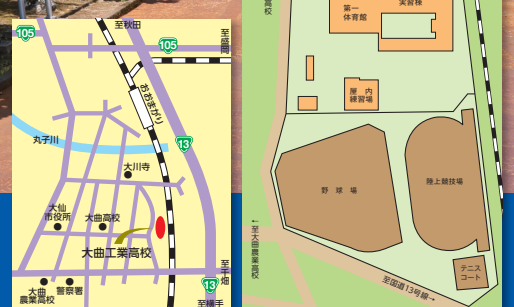 至秋田
105
105
至盛岡
おおまがり
丸子川
13
大川寺
大仙
市役所
大曲高校
大曲工業高校
至千畑
大曲
農業高校
警察署
13
至横手
高校
第一
体育館
実習棟
屋内
練習場
野球場
陸上競技場
←至大曲農業高校
至国道13号線→
テニス
コート